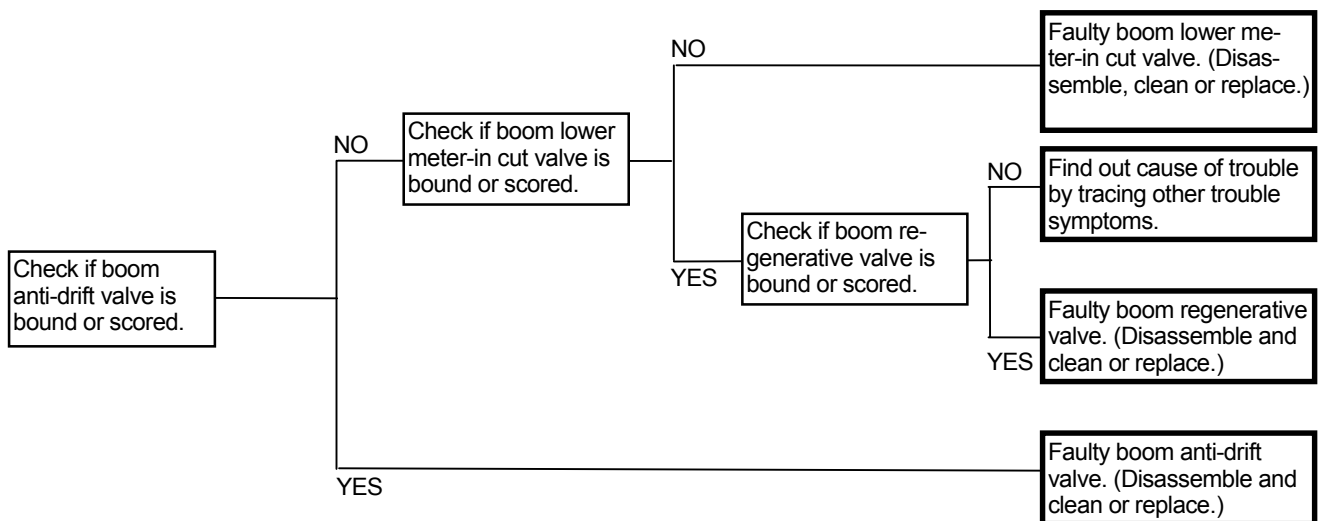 Check if boom
anti-drift valve is
bound or scored.
NO
Check if boom lower
meter-in cut valve is
bound or scored.
NO
Faulty boom lower me-
ter-in cut valve. (Disas-
semble, clean or replace.)
YES
Check if boom re-
generative valve is
bound or scored.
NO
Find out cause of trouble
by tracing other trouble
symptoms.
YES
Faulty boom regenerative
valve. (Disassemble and
clean or replace.)
YES
Faulty boom anti-drift
valve. (Disassemble and
clean or replace.)